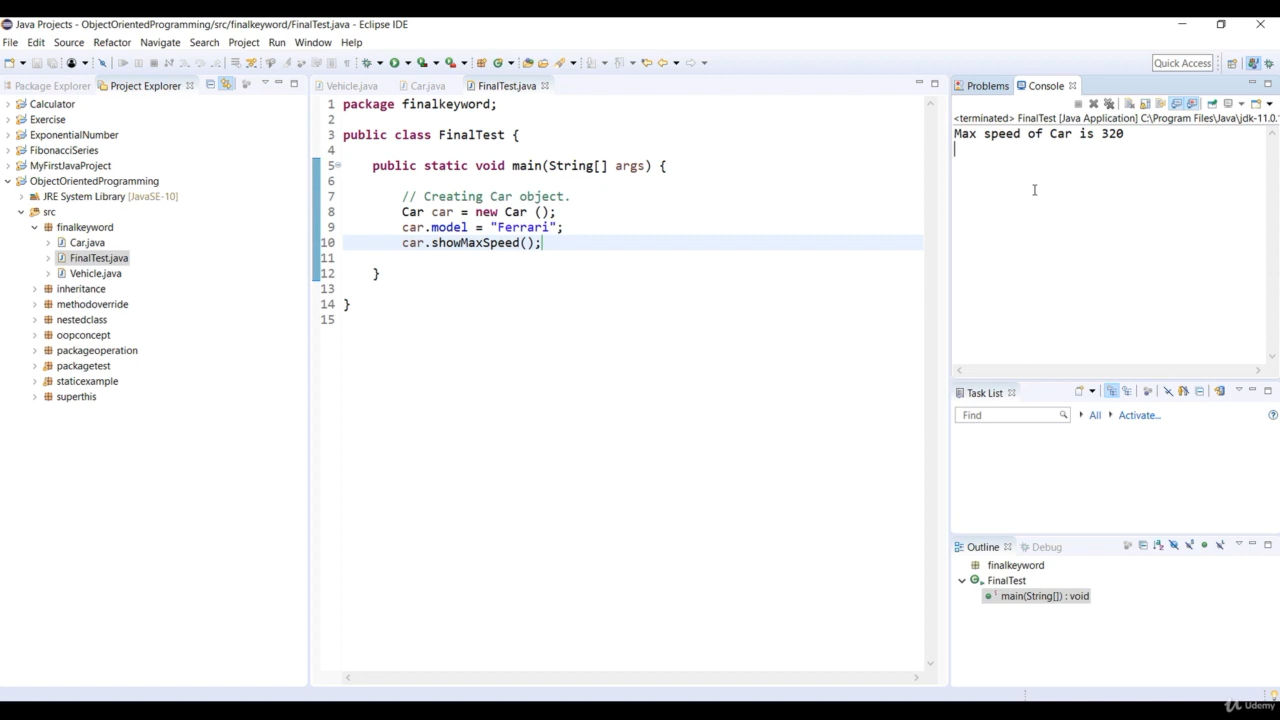 Java Projects - ObjectOrientedProgramming/src/finalkeyword/FinalTest.java - Eclipse IDE
File Edit Source Refactor Navigate Search Project Run Window Help
Quick Access
Package Explorer Project Explorer
Calculator
Exercise
ExponentialNumber
FibonacciSeries
MyFirstJavaProject
ObjectOrientedProgramming
JRE System Library [JavaSE-10]
src
finalkeyword
Car.java
FinalTest.java
Vehicle.java
inheritance
methodoverride
nestedclass
oopconcept
packageoperation
packagetest
staticexample
superthis
Vehicle.java Car.java FinalTest.java
1 package finalkeyword;
2
3 public class FinalTest {
4
5 public static void main(String[] args) {
6
7 // Creating Car object.
8 Car car = new Car ();
9 car.model = "Ferrari";
10 car.showMaxSpeed();
11
12 }
13
14 }
15
Problems Console
<terminated> FinalTest [Java Application] C:\Program Files\Java\jdk-11.0.
Max speed of Car is 320
Task List
Find All Activate...
Outline Debug
finalkeyword
FinalTest
main(String[]) : void
Udemy